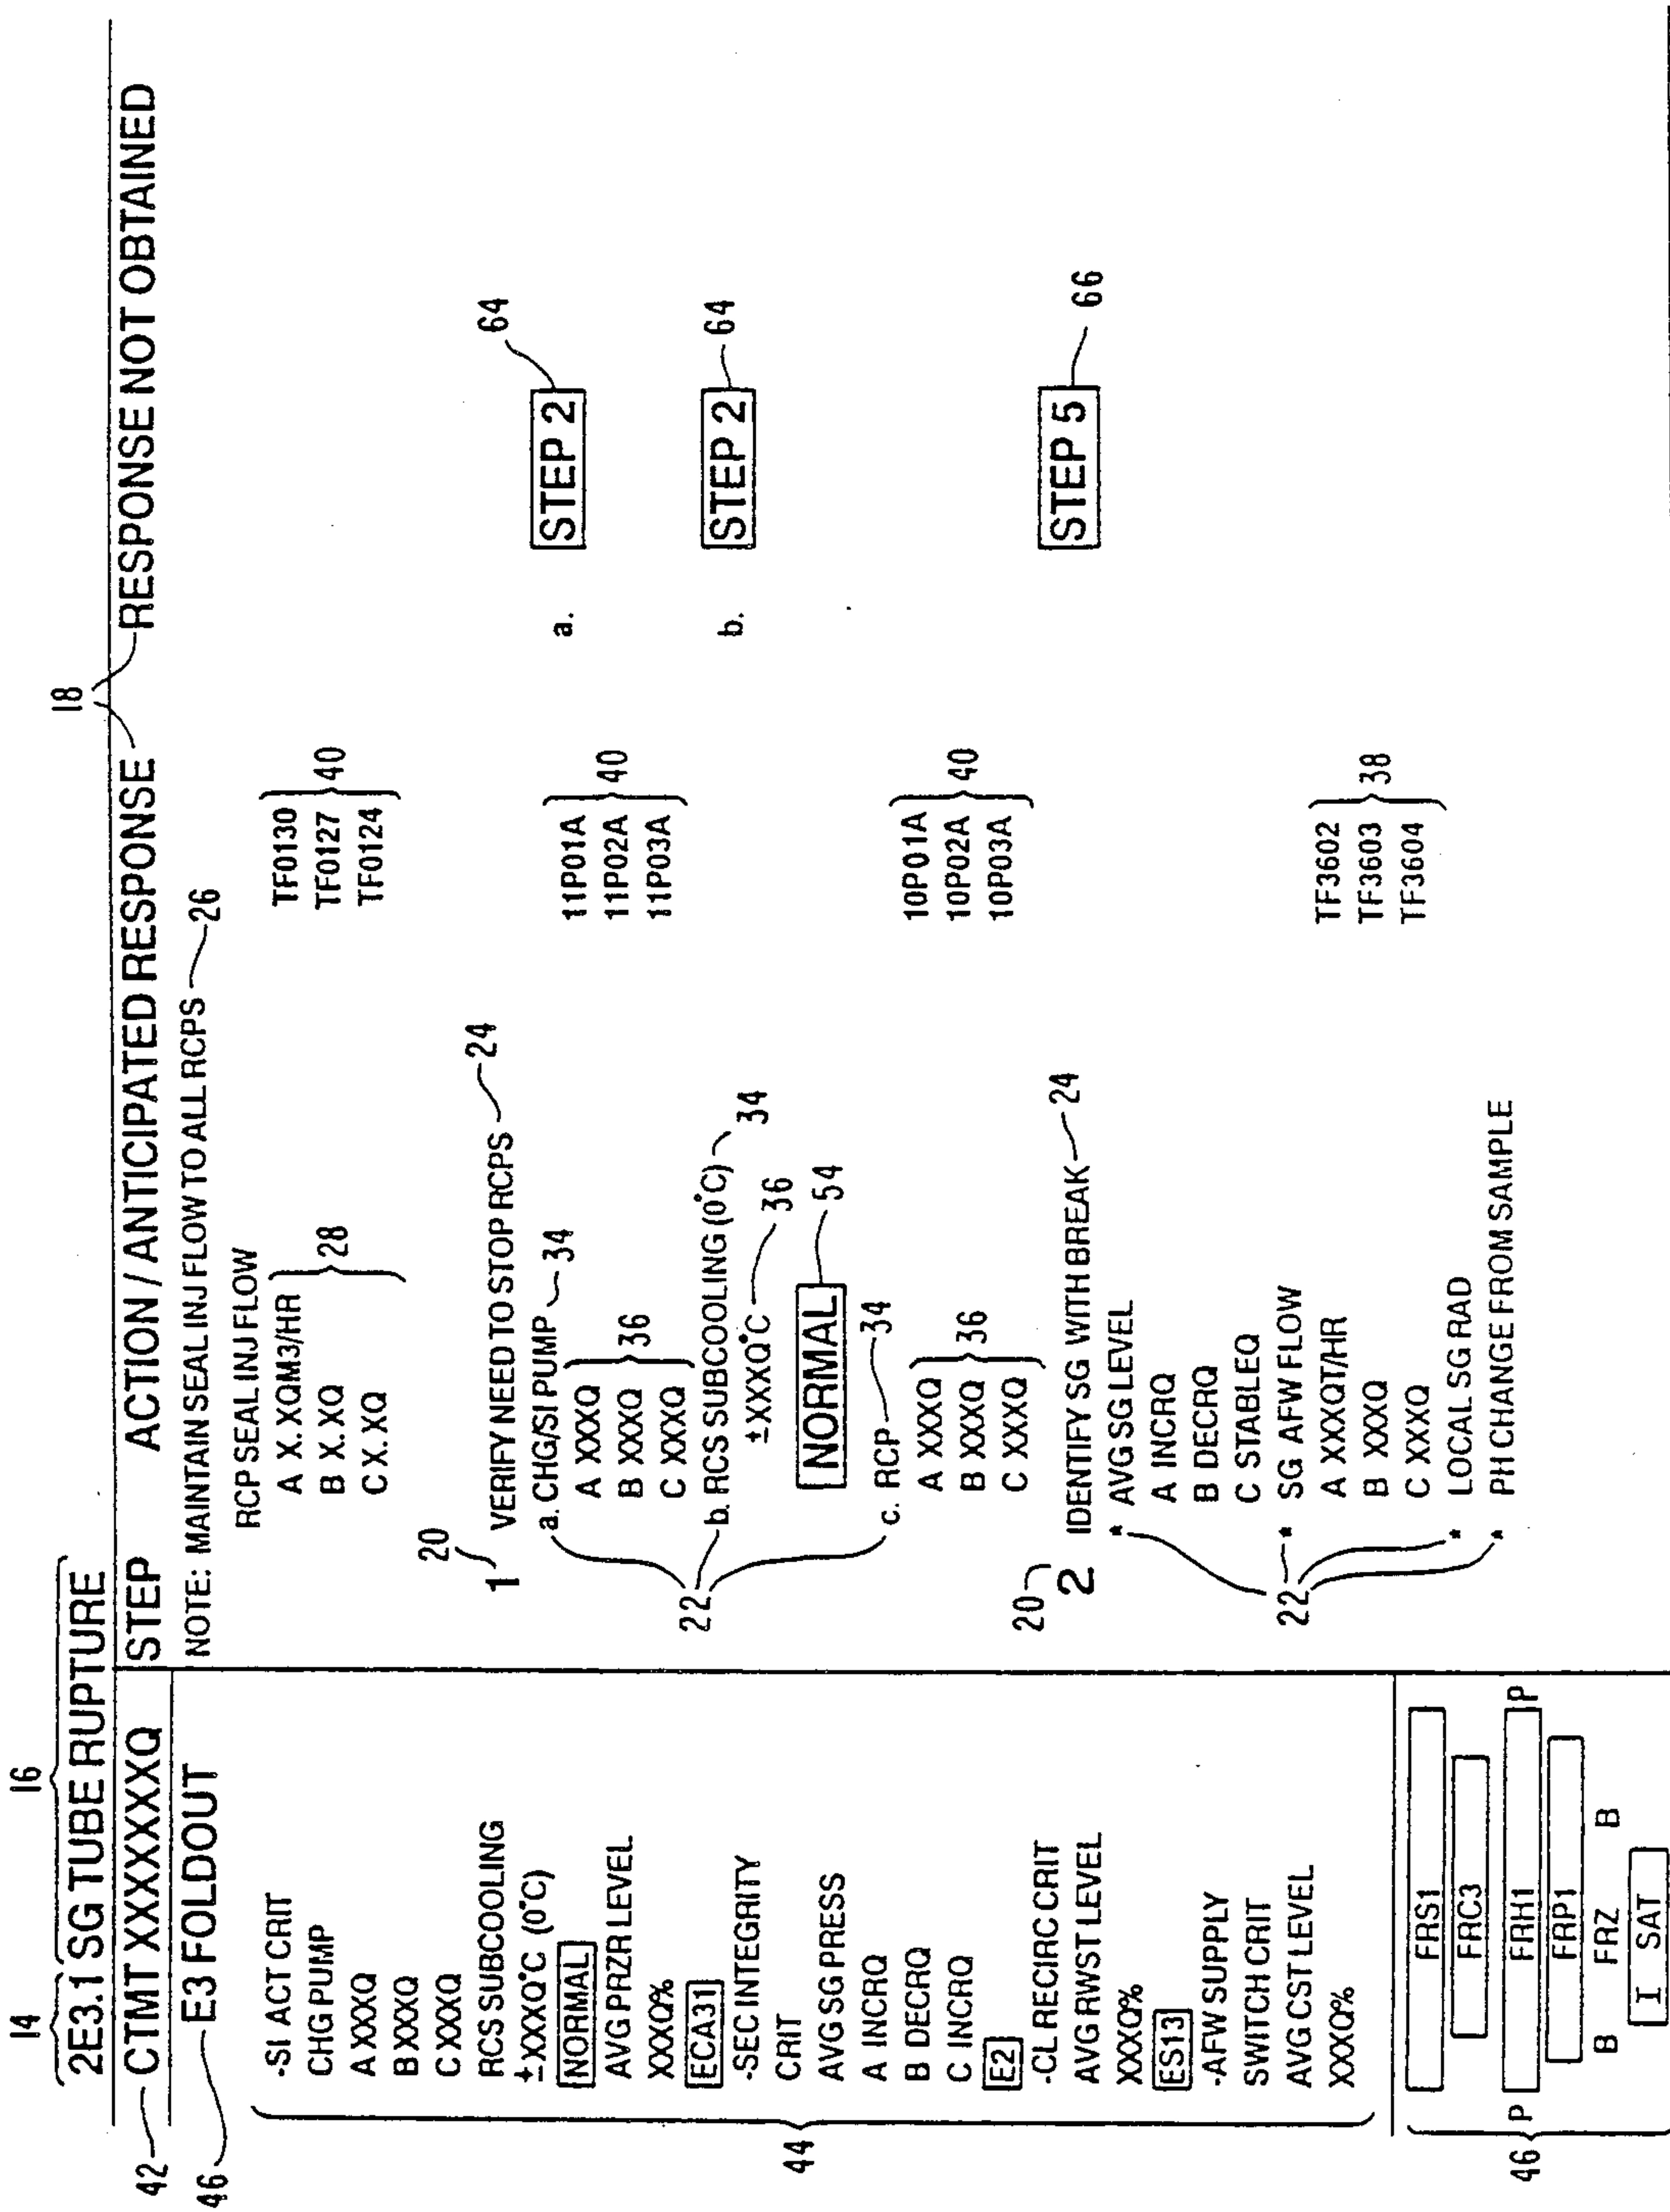 14 16
2E3.1 SG TUBE RUPTURE
18
42 CTMT XXXXXXXQ
STEP ACTION / ANTICIPATED RESPONSE RESPONSE NOT OBTAINED
46 E3 FOLDOUT
-SI ACT CRIT
CHG PUMP
A XXXQ
B XXXQ
C XXXQ
RCS SUBCOOLING
±XXXQ°C (0°C)
NORMAL
AVG PRZR LEVEL
XXXQ%
ECA31
-SEC INTEGRITY
CRIT
AVG SG PRESS
A INCRQ
B DECRQ
C INCRQ
E2
-CL RECIRC CRIT
AVG RWST LEVEL
XXXQ%
ES13
-AFW SUPPLY
SWITCH CRIT
AVG CST LEVEL
XXXQ%
44
FRS1
FRC3
P FRH1 P
FRP1
B FRZ B
I SAT
46
NOTE: MAINTAIN SEAL INJ FLOW TO ALL RCPS 26
RCP SEAL INJ FLOW
A X.XQM3/HR TF0130
B X.XQ 28 TF0127 40
C X.XQ TF0124
20
1 VERIFY NEED TO STOP RCPS 24
a. CHG/SI PUMP 34 a. STEP 2 64
A XXXQ 11P01A
B XXXQ 36 11P02A 40
C XXXQ 11P03A
22 b. RCS SUBCOOLING (0°C) 34 b. STEP 2 64
±XXXQ°C 36
NORMAL 54
c. RCP 34
A XXXQ 10P01A
B XXXQ 36 10P02A 40
C XXXQ 10P03A
20
2 IDENTIFY SG WITH BREAK 24 STEP 5 66
* AVG SG LEVEL
A INCRQ
B DECRQ
C STABLEQ
22 * SG AFW FLOW
A XXXQT/HR TF3602
B XXXQ TF3603 38
C XXXQ TF3604
* LOCAL SG RAD
* PH CHANGE FROM SAMPLE